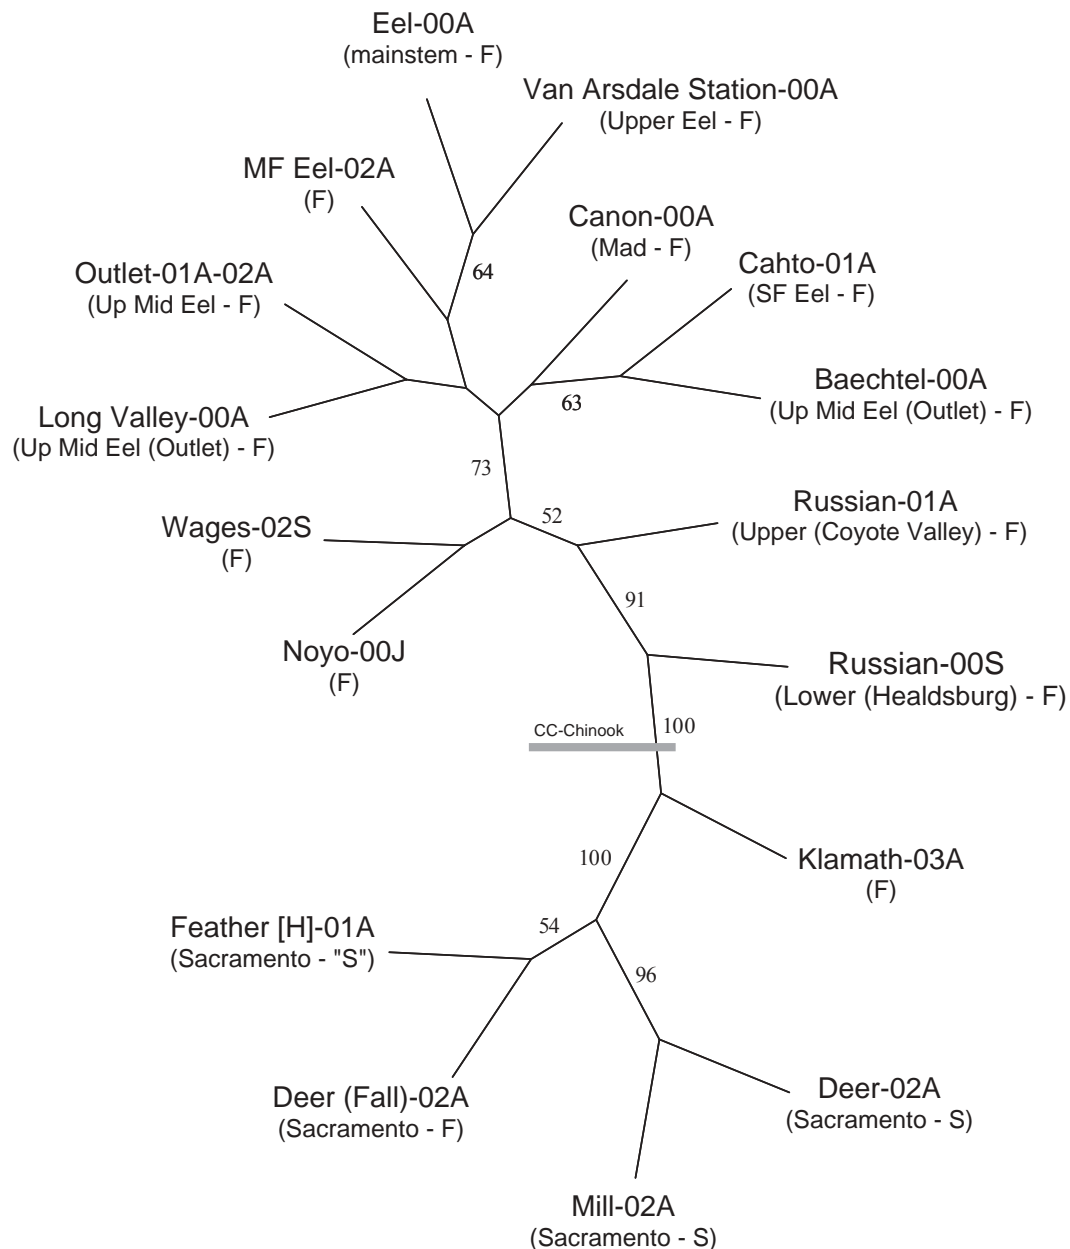 Eel-00A
(mainstem - F)
Van Arsdale Station-00A
(Upper Eel - F)
MF Eel-02A
(F)
Canon-00A
(Mad - F)
Cahto-01A
(SF Eel - F)
Outlet-01A-02A
(Up Mid Eel - F)
64
Baechtel-00A
(Up Mid Eel (Outlet) - F)
63
Long Valley-00A
(Up Mid Eel (Outlet) - F)
73
Wages-02S
(F)
52
Russian-01A
(Upper (Coyote Valley) - F)
91
Noyo-00J
(F)
Russian-00S
(Lower (Healdsburg) - F)
CC-Chinook
100
Klamath-03A
(F)
100
Feather [H]-01A
(Sacramento - "S")
54
96
Deer (Fall)-02A
(Sacramento - F)
Deer-02A
(Sacramento - S)
Mill-02A
(Sacramento - S)